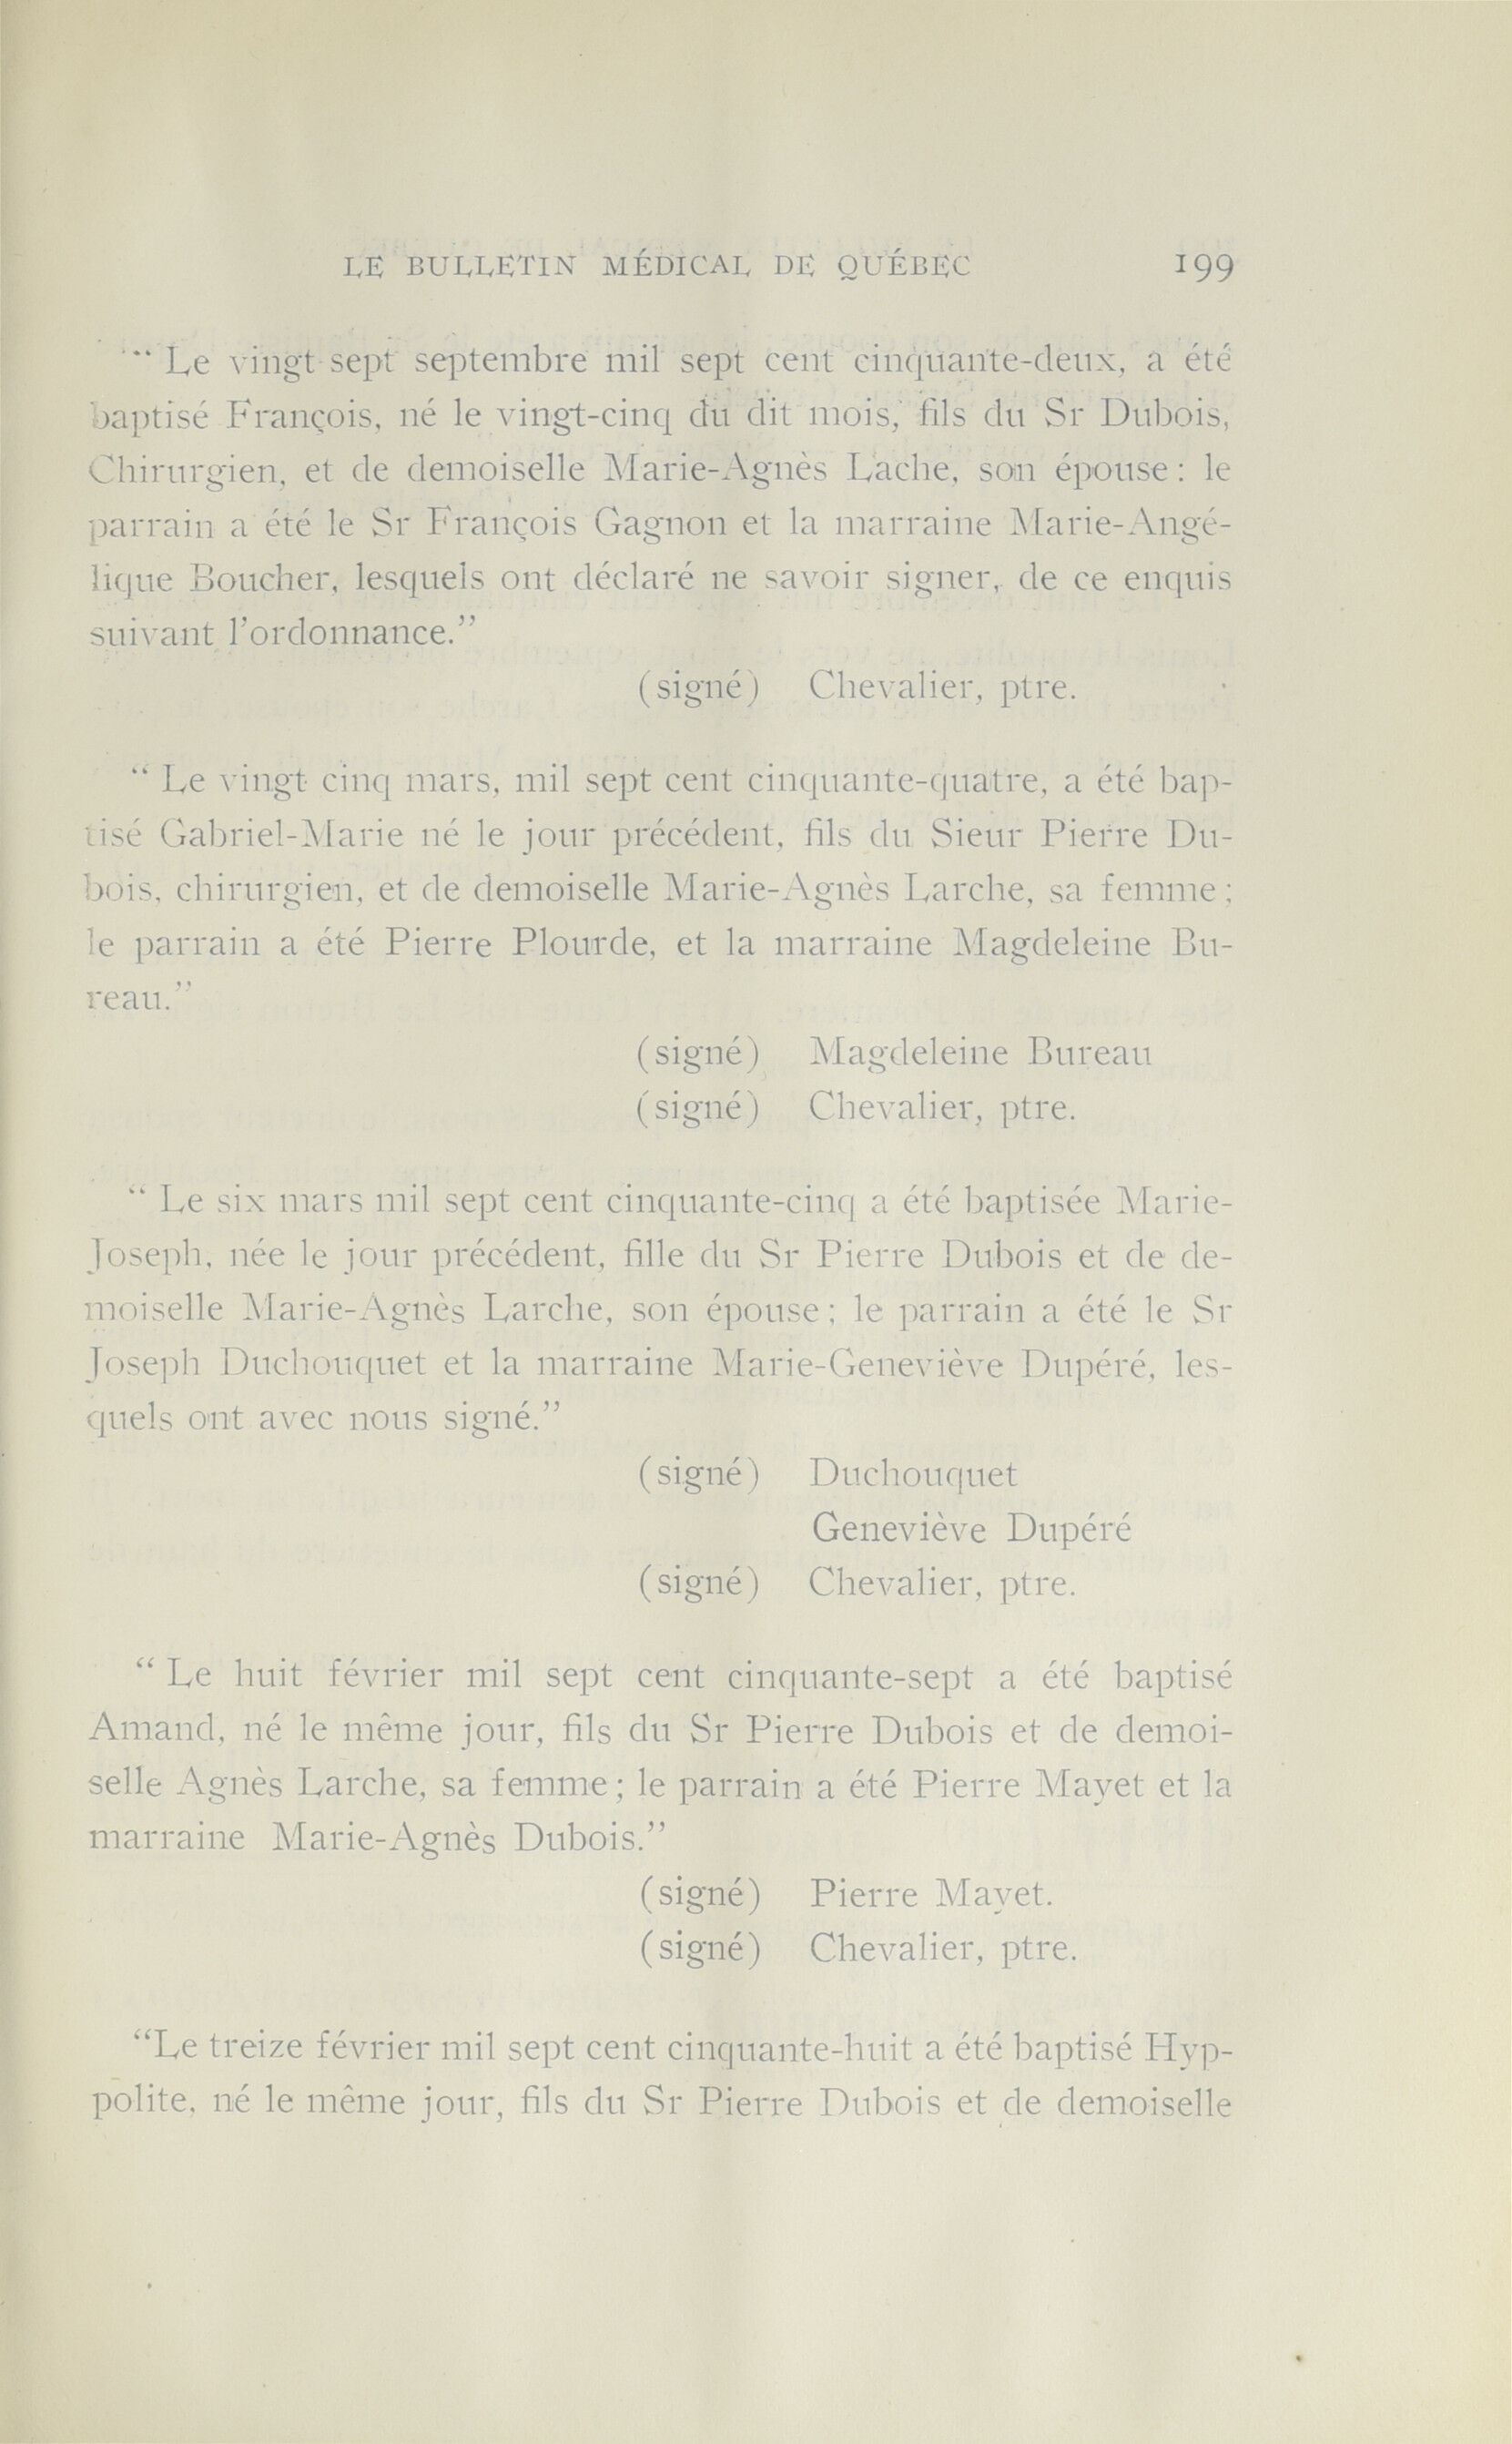 LE BULLETIN MÉDICAL DE QUÉBEC 199
“ Le vingt-sept septembre mil sept cent cinquante-deux, a été
baptisé François, né le vingt-cinq du dit mois, fils du Sr Dubois,
Chirurgien, et de demoiselle Marie-Agnès Lache, son épouse : le
parrain a été le Sr François Gagnon et la marraine Marie-Angé-
lique Boucher, lesquels ont déclaré ne savoir signer, de ce enquis
suivant l’ordonnance.”
(signé) Chevalier, ptre.
“ Le vingt cinq mars, mil sept cent cinquante-quatre, a été bap-
tisé Gabriel-Marie né le jour précédent, fils du Sieur Pierre Du-
bois, chirurgien, et de demoiselle Marie-Agnès Larche, sa femme ;
le parrain a été Pierre Plourde, et la marraine Magdeleine Bu-
reau.”
(signé) Magdeleine Bureau
(signé) Chevalier, ptre.
“ Le six mars mil sept cent cinquante-cinq a été baptisée Marie-
Joseph, née le jour précédent, fille du Sr Pierre Dubois et de de-
moiselle Marie-Agnès Larche, son épouse ; le parrain a été le Sr
Joseph Duchouquet et la marraine Marie-Geneviève Dupéré, les-
quels ont avec nous signé.”
(signé) Duchouquet
Geneviève Dupéré
(signé) Chevalier, ptre.
“ Le huit février mil sept cent cinquante-sept a été baptisé
Amand, né le même jour, fils du Sr Pierre Dubois et de demoi-
selle Agnès Larche, sa femme ; le parrain a été Pierre Mayet et la
marraine Marie-Agnès Dubois.”
(signé) Pierre Mayet.
(signé) Chevalier, ptre.
“Le treize février mil sept cent cinquante-huit a été baptisé Hyp-
polite, né le même jour, fils du Sr Pierre Dubois et de demoiselle